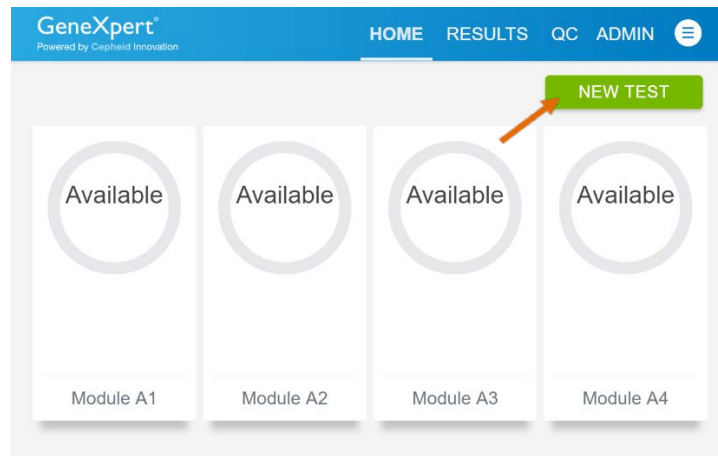 GeneXpert®
Powered by Cepheid Innovation
HOME RESULTS QC ADMIN
NEW TEST
Available Available Available Available
Module A1 Module A2 Module A3 Module A4